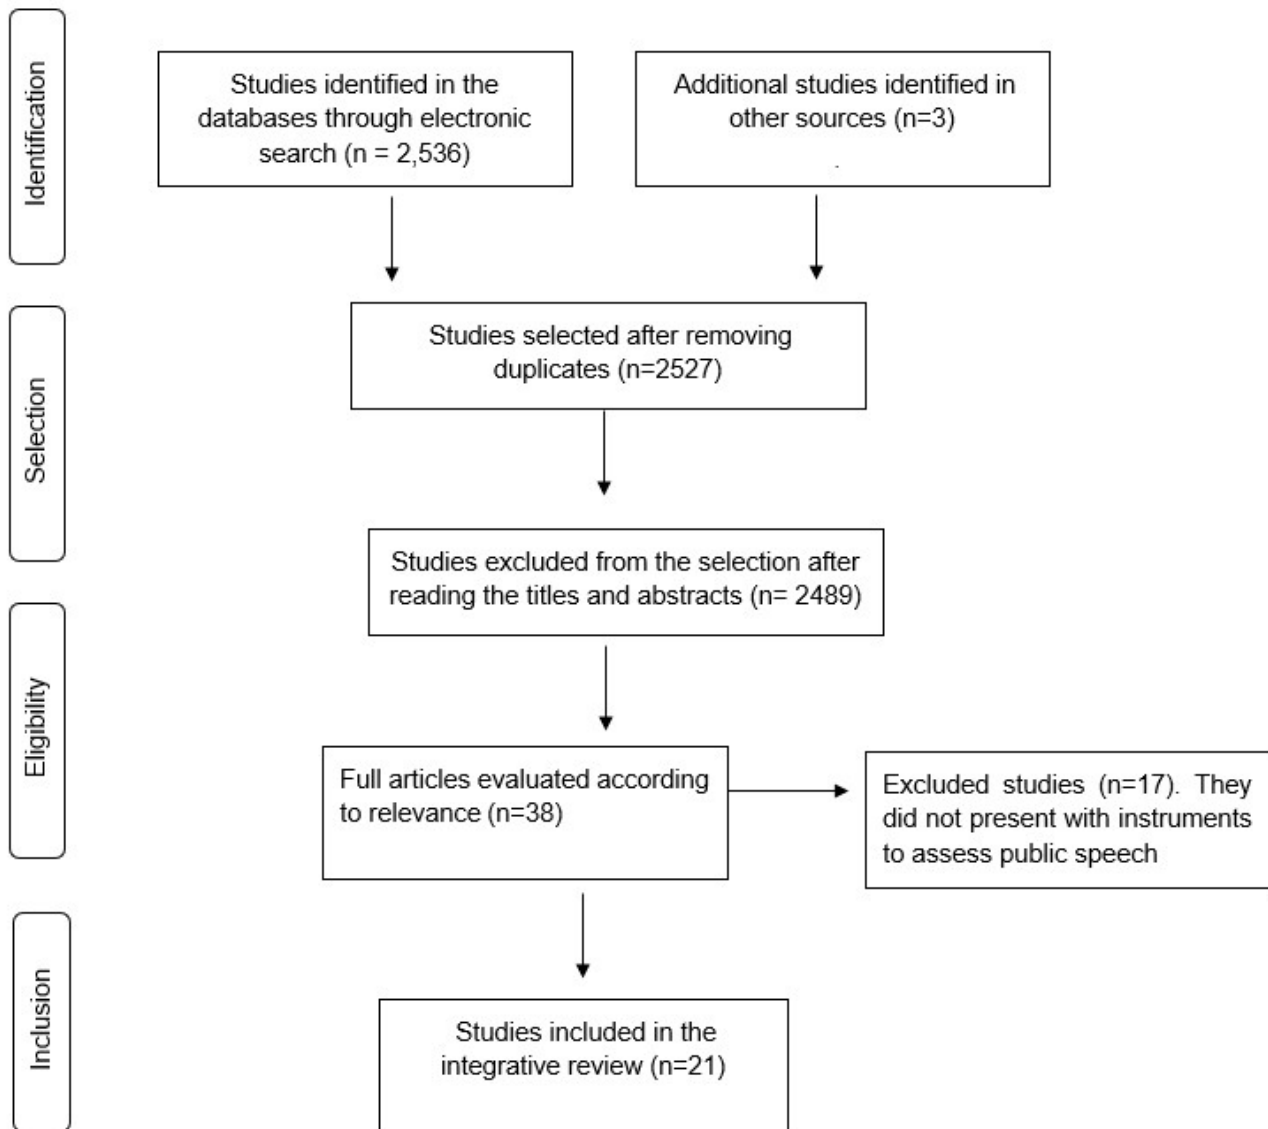 Identification
Studies identified in the
databases through electronic
search (n = 2,536)
Additional studies identified in
other sources (n=3)
.
Selection
Studies selected after removing
duplicates (n=2527)
Studies excluded from the selection after
reading the titles and abstracts (n= 2489)
Eligibility
Full articles evaluated according
to relevance (n=38)
Excluded studies (n=17). They
did not present with instruments
to assess public speech
Inclusion
Studies included in the
integrative review (n=21)